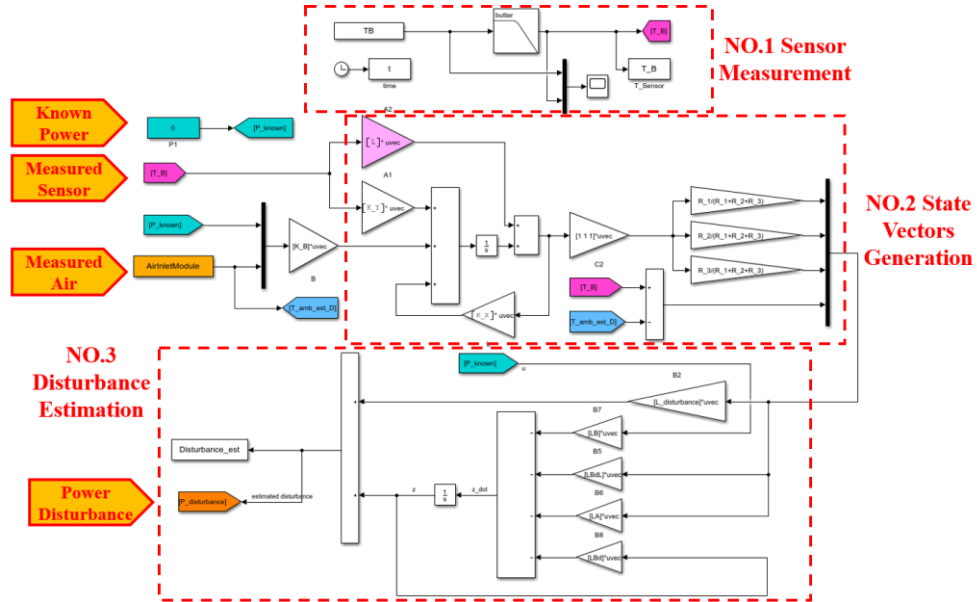 TB
butter
[T_B]
NO.1 Sensor
Measurement
t
time
T_B
T_Sensor
Known
Power
0
P1
[P_known]
A2
[L]* uvec
Measured
Sensor
[T_B]
A1
[K_Y]* uvec
R_1/(R_1+R_2+R_3)
NO.2 State
Vectors
Generation
[P_known]
[K_B]*uvec
B
1
s
[1 1 1]*uvec
C2
R_2/(R_1+R_2+R_3)
R_3/(R_1+R_2+R_3)
Measured
Air
AirInletModule
[T_amb_est_D]
[T_B]
[T_amb_est_D]
[K_X]* uvec
NO.3
Disturbance
Estimation
[P_known]
u
B2
[L_disturbance]*uvec
B7
[LB]*uvec
B5
[LBdL]*uvec
B6
[LA]*uvec
B8
[LBd]*uvec
Disturbance_est
Power
Disturbance
[P_disturbance]
estimated disturbance
z
1
s
z_dot